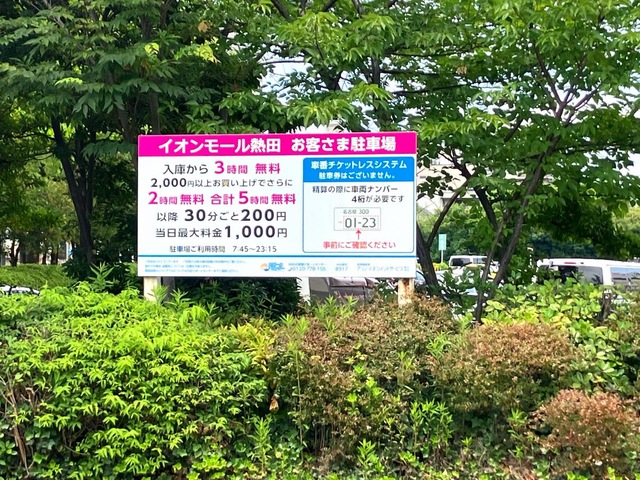 イオンモール熱田 お客さま駐車場
入庫から 3時間 無料
2,000円以上お買い上げでさらに
2時間 無料 合計5時間 無料
以降 30分ごと200円
当日最大料金 1,000円
駐車場ご利用時間 7:45〜23:15
車番チケットレスシステム
駐車券はございません。
精算の際に車両ナンバー
4桁が必要です
名古屋 300
01-23
事前にご確認ください